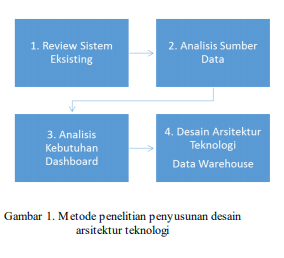 1. Review Sistem
Eksisting
2. Analisis Sumber
Data
3. Analisis
Kebutuhan
Dashboard
4. Desain Arsitektur
Teknologi
Data Warehouse
Gambar 1. Metode penelitian penyusunan desain
arsitektur teknologi